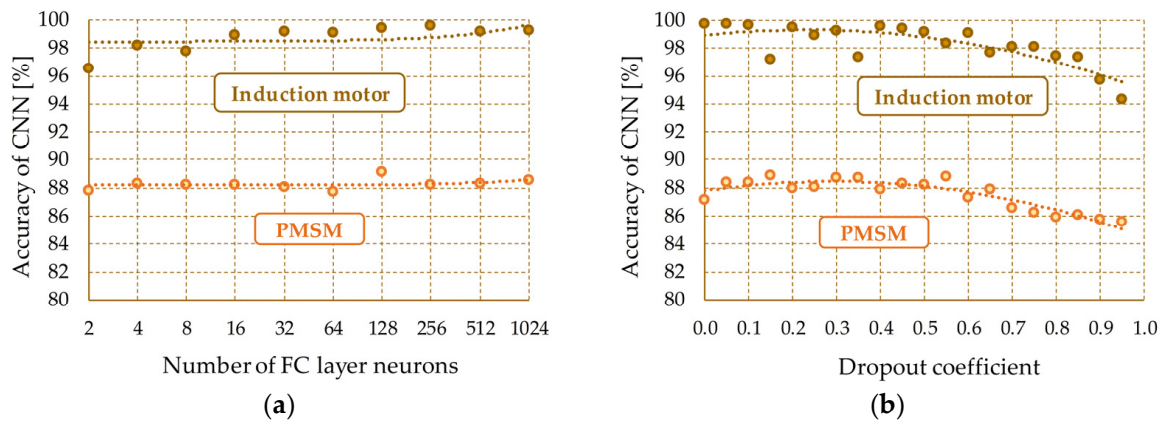 Accuracy of CNN [%]
100
98
96
94
92
90
88
86
84
82
80
Induction motor
PMSM
2 4 8 16 32 64 128 256 512 1024
Number of FC layer neurons
(a)
Accuracy of CNN [%]
100
98
96
94
92
90
88
86
84
82
80
Induction motor
PMSM
0.0 0.1 0.2 0.3 0.4 0.5 0.6 0.7 0.8 0.9 1.0
Dropout coefficient
(b)